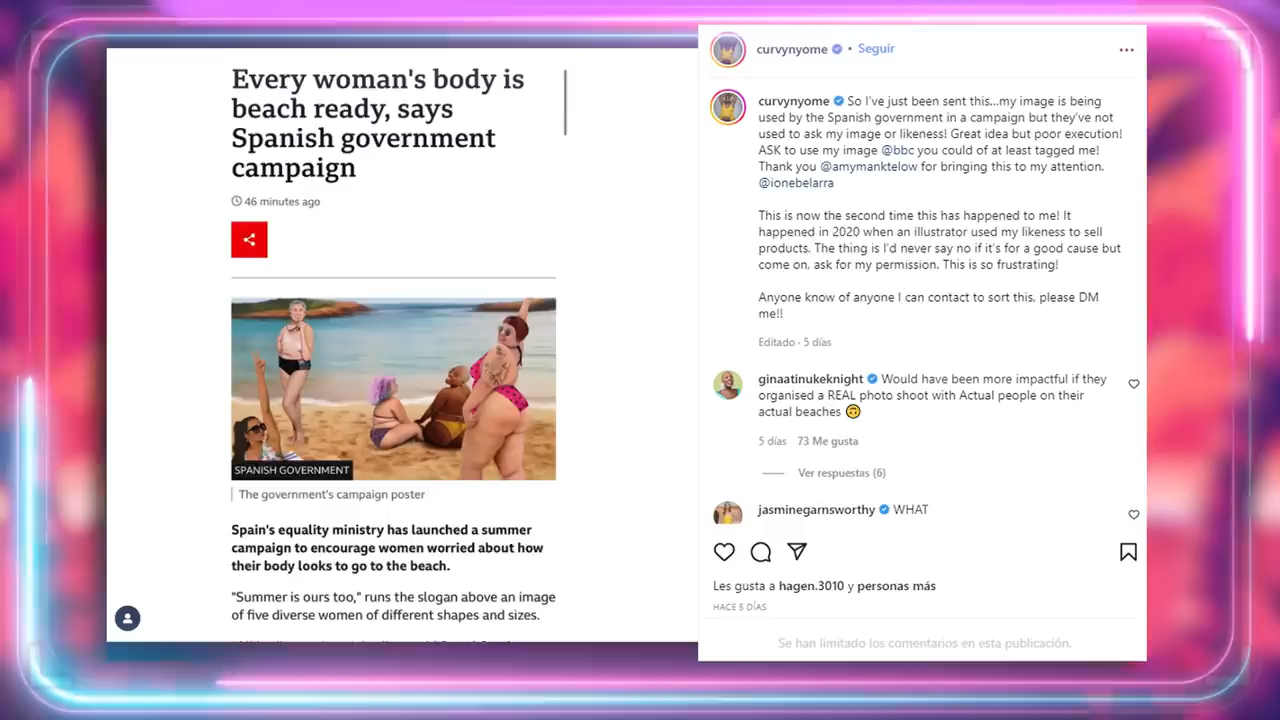 Every woman's body is
beach ready, says
Spanish government
campaign
46 minutes ago
SPANISH GOVERNMENT
The government's campaign poster
Spain's equality ministry has launched a summer
campaign to encourage women worried about how
their body looks to go to the beach.
"Summer is ours too," runs the slogan above an image
of five diverse women of different shapes and sizes.
curvynyome • Seguir
curvynyome So I've just been sent this...my image is being
used by the Spanish government in a campaign but they've not
used to ask my image or likeness! Great idea but poor execution!
ASK to use my image @bbc you could of at least tagged me!
Thank you @amymanktelow for bringing this to my attention.
@ionebelarra
This is now the second time this has happened to me! It
happened in 2020 when an illustrator used my likeness to sell
products. The thing is I'd never say no if it's for a good cause but
come on, ask for my permission. This is so frustrating!
Anyone know of anyone I can contact to sort this, please DM
me!!
Editado · 5 días
ginaatinukeknight Would have been more impactful if they
organised a REAL photo shoot with Actual people on their
actual beaches 🙃
5 días 73 Me gusta
Ver respuestas (6)
jasminegarnsworthy WHAT
Les gusta a hagen.3010 y personas más
HACE 5 DÍAS
Se han limitado los comentarios en esta publicación.